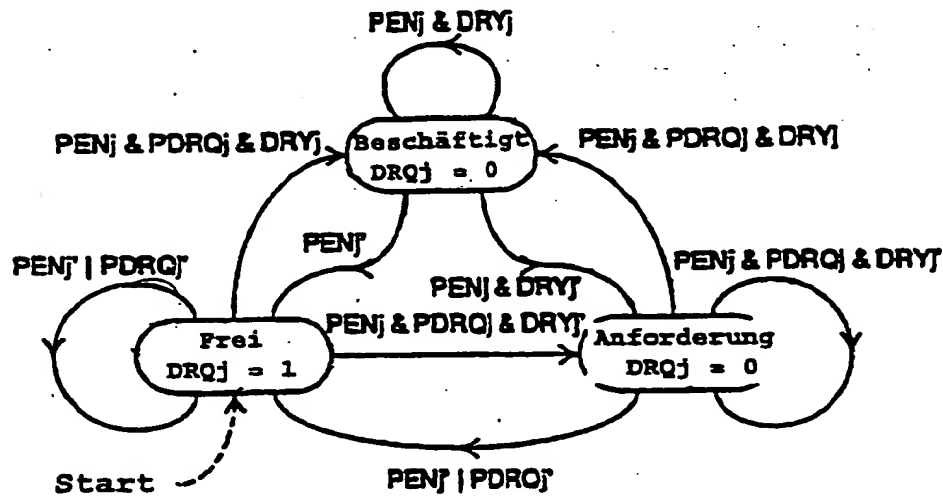 PENj & DRYj
PENj & PDRQj & DRYj
Beschäftigt
DRQj = 0
PENj & PDRQj & DRYj
PENj'
PENj' | PDRQj'
PENj & DRYj'
PENj & PDRQj & DRYj'
PENj & PDRQj & DRYj'
Frei
DRQj = 1
Anforderung
DRQj = 0
Start
PENj' | PDRQj'